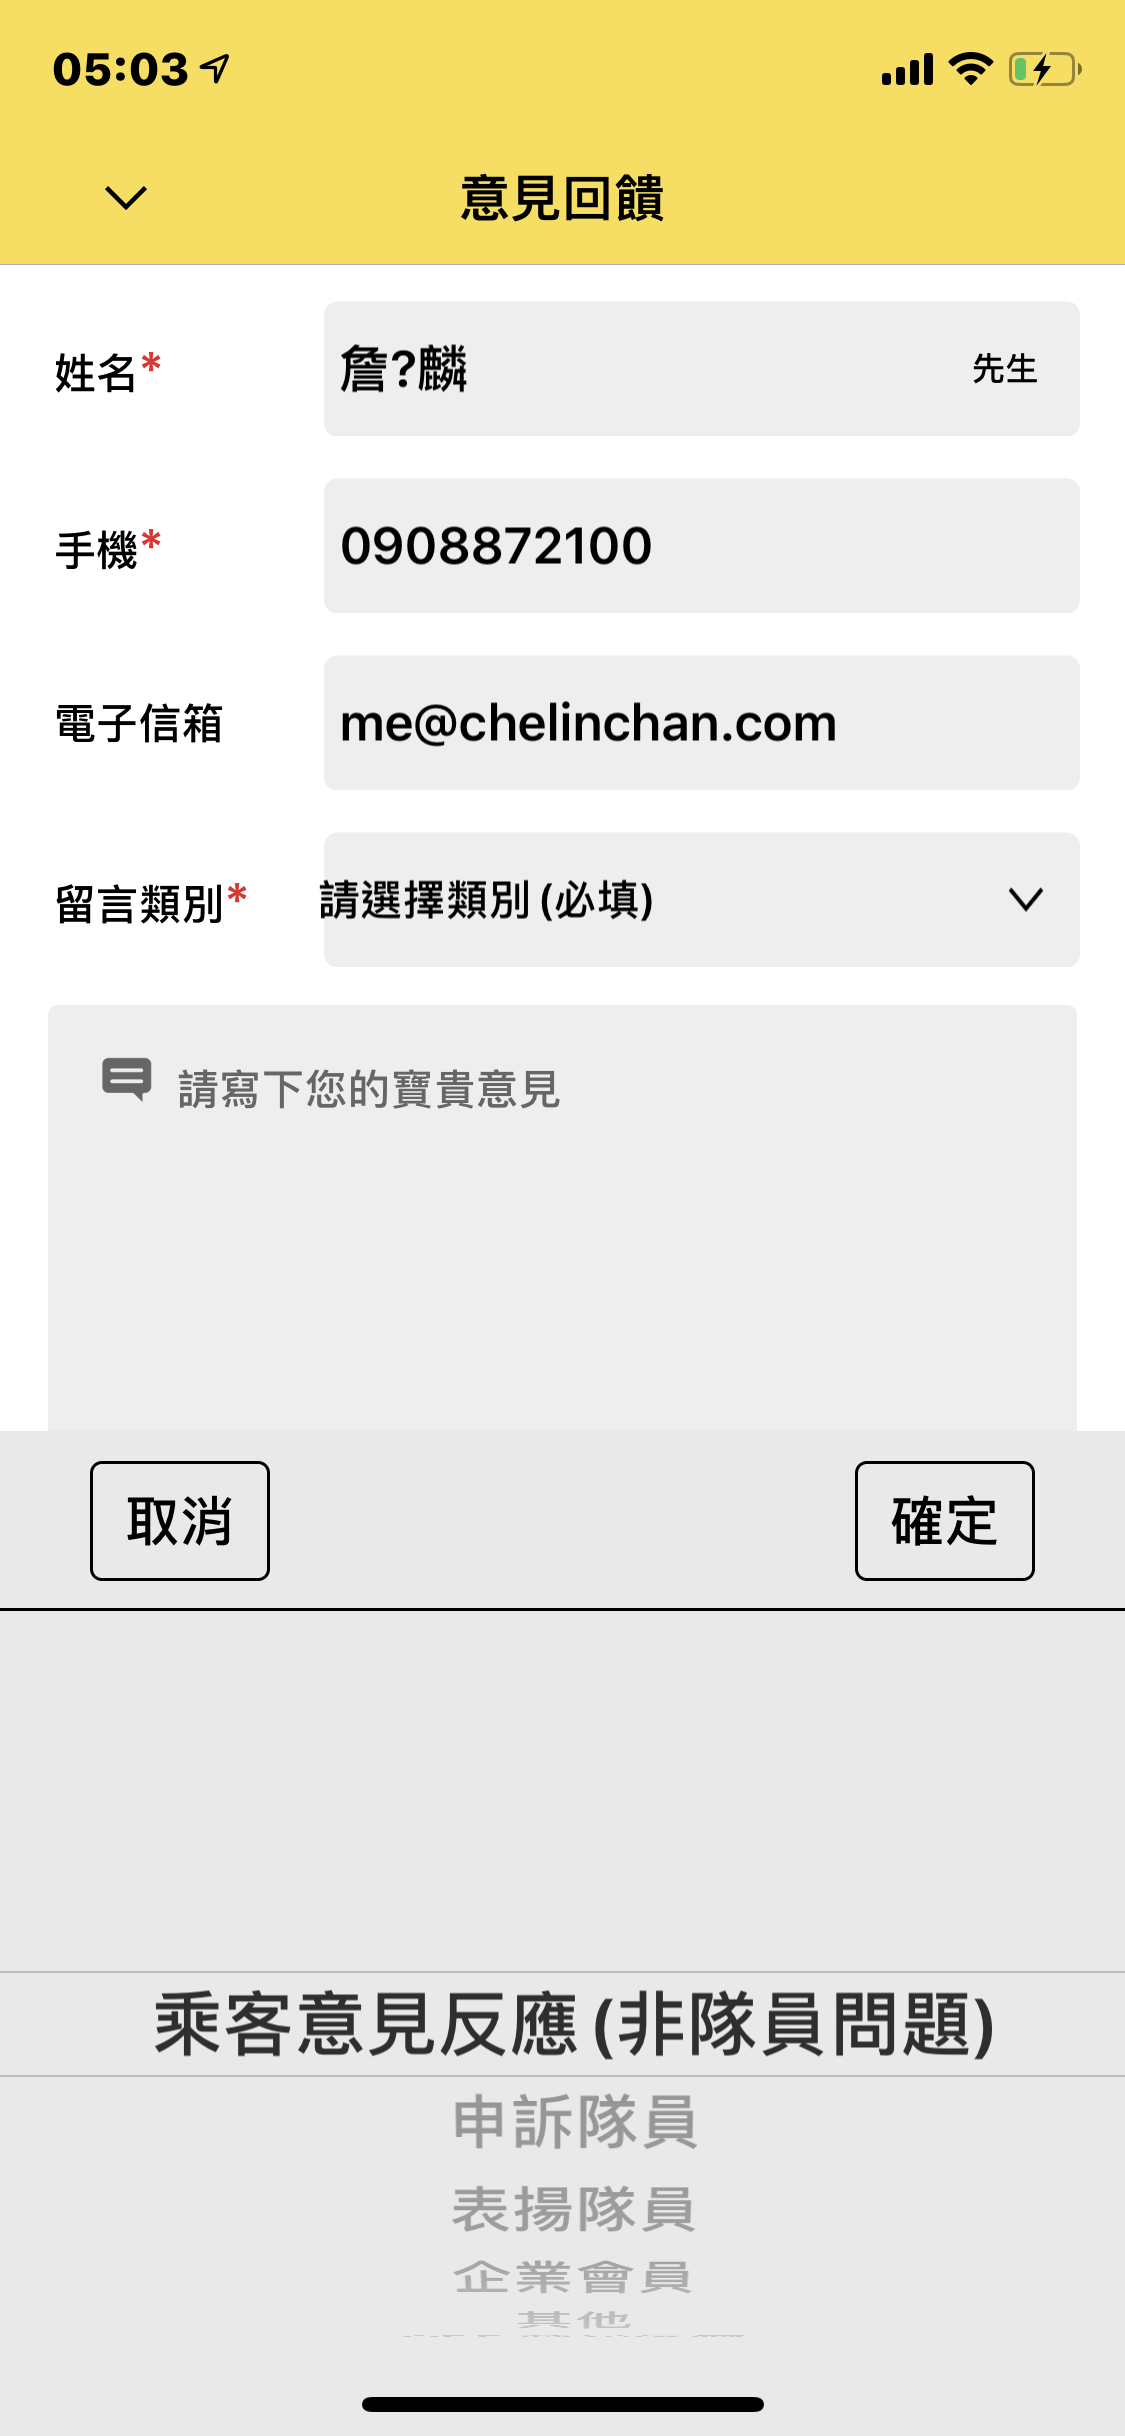 05:03
意見回饋
姓名*
詹?麟
先生
手機*
0908872100
電子信箱
me@chelinchan.com
留言類別*
請選擇類別(必填)
請寫下您的寶貴意見
取消
確定
乘客意見反應(非隊員問題)
申訴隊員
表揚隊員
企業會員
其他